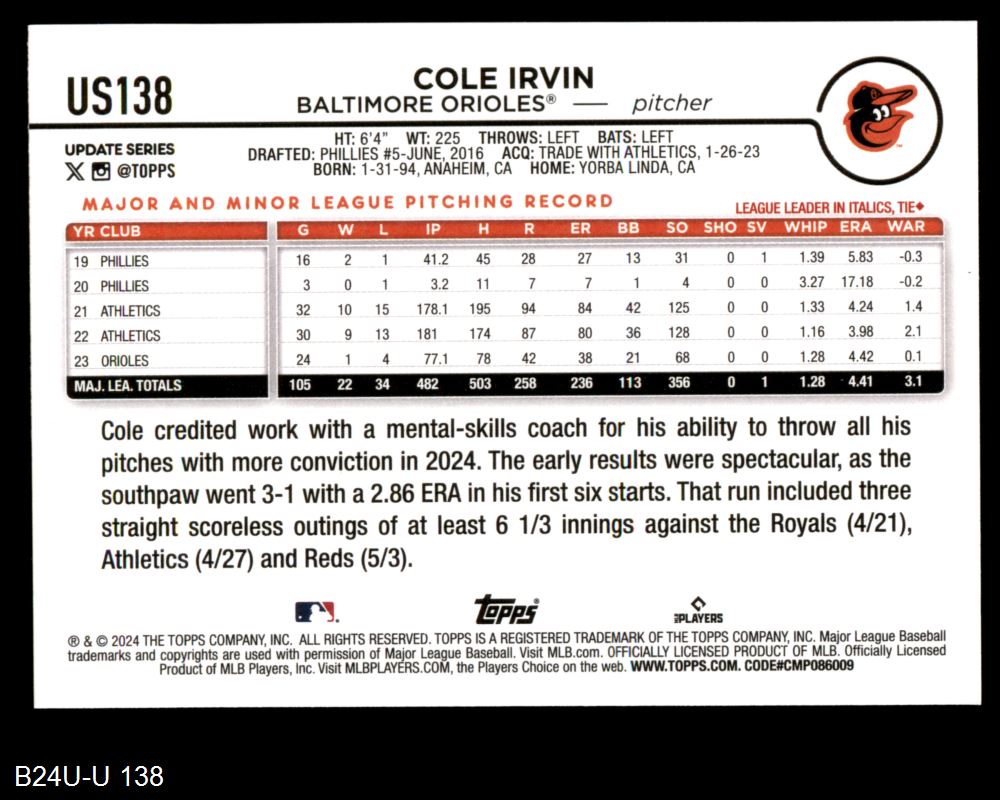 US138
COLE IRVIN
BALTIMORE ORIOLES® — pitcher
UPDATE SERIES
@TOPPS
HT: 6'4" WT: 225 THROWS: LEFT BATS: LEFT
DRAFTED: PHILLIES #5-JUNE, 2016 ACQ: TRADE WITH ATHLETICS, 1-26-23
BORN: 1-31-94, ANAHEIM, CA HOME: YORBA LINDA, CA
MAJOR AND MINOR LEAGUE PITCHING RECORD
LEAGUE LEADER IN ITALICS, TIE◆
YR CLUB G W L IP H R ER BB SO SHO SV WHIP ERA WAR
19 PHILLIES 16 2 1 41.2 45 28 27 13 31 0 1 1.39 5.83 -0.3
20 PHILLIES 3 0 1 3.2 11 7 7 1 4 0 0 3.27 17.18 -0.2
21 ATHLETICS 32 10 15 178.1 195 94 84 42 125 0 0 1.33 4.24 1.4
22 ATHLETICS 30 9 13 181 174 87 80 36 128 0 0 1.16 3.98 2.1
23 ORIOLES 24 1 4 77.1 78 42 38 21 68 0 0 1.28 4.42 0.1
MAJ. LEA. TOTALS 105 22 34 482 503 258 236 113 356 0 1 1.28 4.41 3.1
Cole credited work with a mental-skills coach for his ability to throw all his
pitches with more conviction in 2024. The early results were spectacular, as the
southpaw went 3-1 with a 2.86 ERA in his first six starts. That run included three
straight scoreless outings of at least 6 1/3 innings against the Royals (4/21),
Athletics (4/27) and Reds (5/3).
Topps®
MLB PLAYERS
® & © 2024 THE TOPPS COMPANY, INC. ALL RIGHTS RESERVED. TOPPS IS A REGISTERED TRADEMARK OF THE TOPPS COMPANY, INC. Major League Baseball
trademarks and copyrights are used with permission of Major League Baseball. Visit MLB.com. OFFICIALLY LICENSED PRODUCT OF MLB. Officially Licensed
Product of MLB Players, Inc. Visit MLBPLAYERS.COM, the Players Choice on the web. WWW.TOPPS.COM. CODE#CMP086009
B24U-U 138